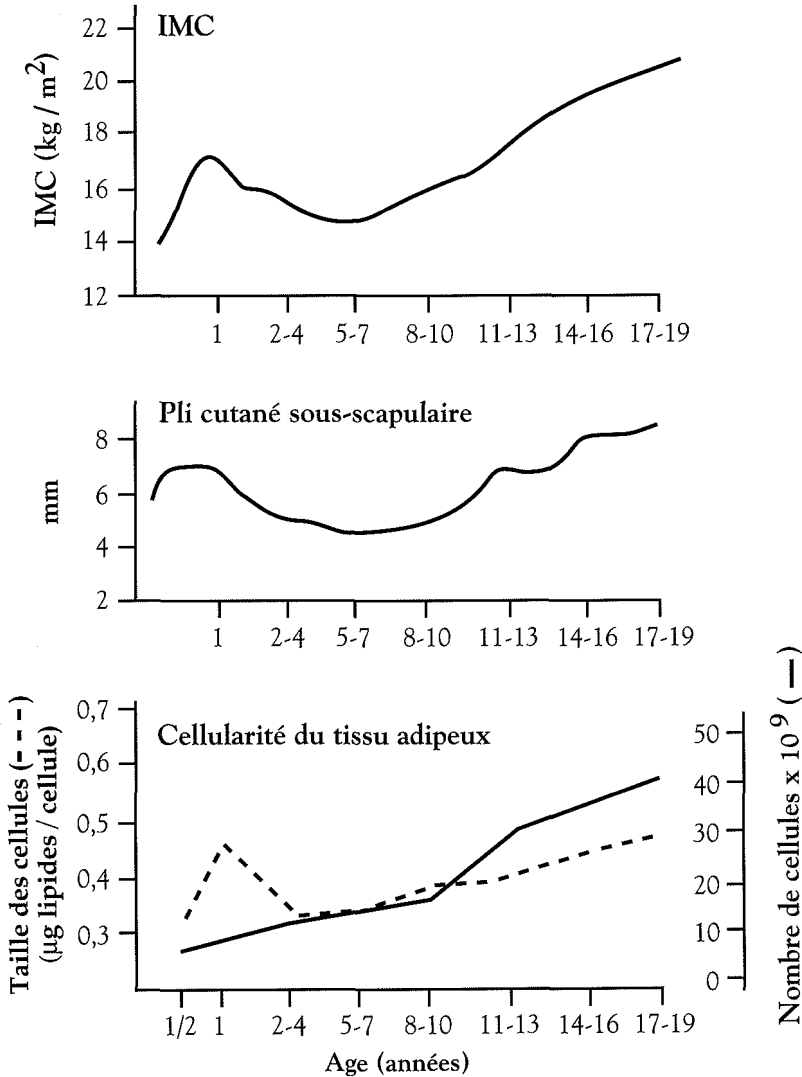 IMC
IMC (kg / m²)
22
20
18
16
14
12
1 2-4 5-7 8-10 11-13 14-16 17-19
Pli cutané sous-scapulaire
mm
8
6
4
2
1 2-4 5-7 8-10 11-13 14-16 17-19
Cellularité du tissu adipeux
Taille des cellules (- - -)
(µg lipides / cellule)
0,7
0,6
0,5
0,4
0,3
Nombre de cellules x 10⁹ (—)
50
40
30
20
10
0
1/2 1 2-4 5-7 8-10 11-13 14-16 17-19
Age (années)